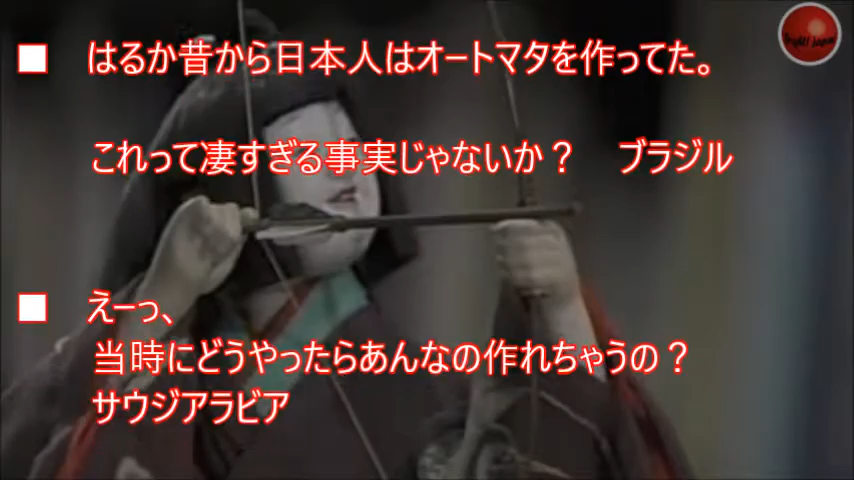 ■ はるか昔から日本人はオートマタを作ってた。
これって凄すぎる事実じゃないか？ ブラジル
■ えーっ、
当時にどうやったらあんなの作れちゃうの？
サウジアラビア